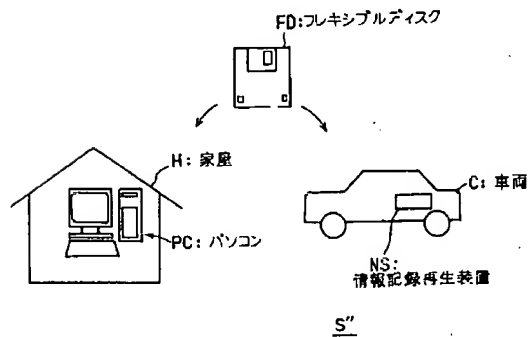 FD:フレキシブルディスク
H: 家屋
C: 車両
PC: パソコン
NS:
情報記録再生装置
S"